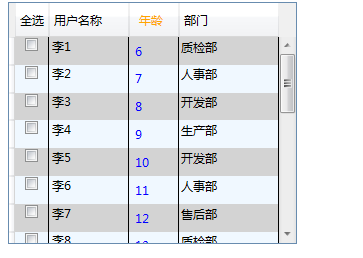 全选 用户名称 年龄 部门
李1 6 质检部
李2 7 人事部
李3 8 开发部
李4 9 生产部
李5 10 开发部
李6 11 人事部
李7 12 售后部
李8 质检部